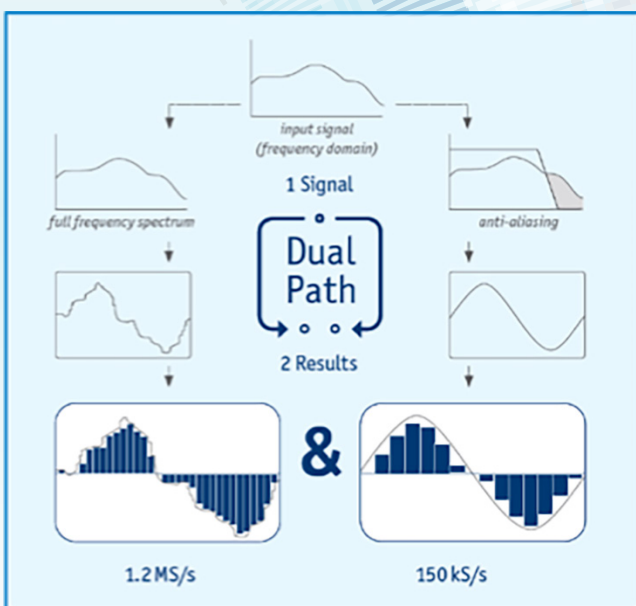 input signal
(frequency domain)
1 Signal
full frequency spectrum
anti-aliasing
Dual
Path
2 Results
&
1.2 MS/s
150 kS/s